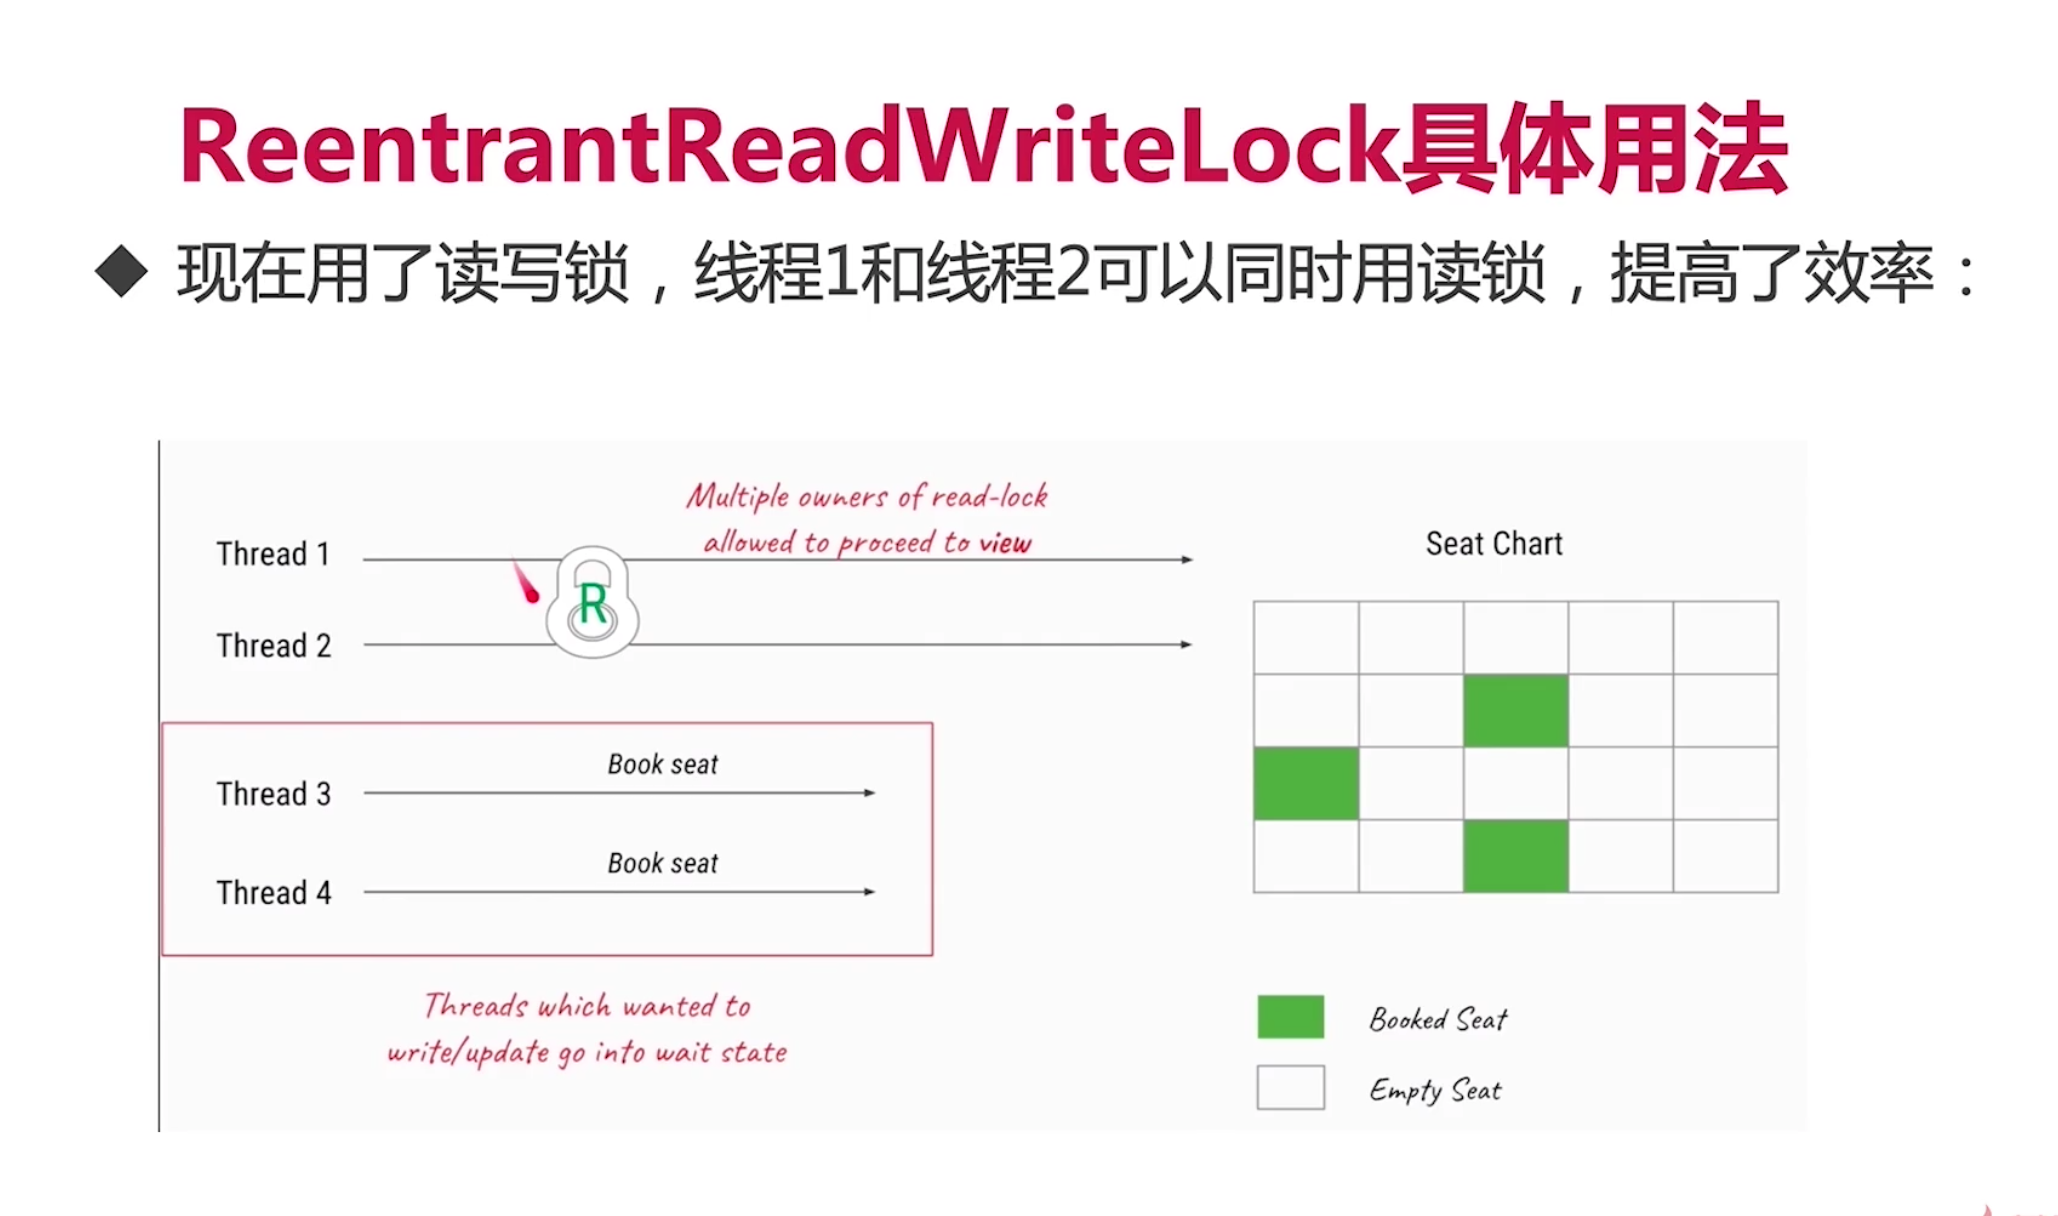 ReentrantReadWriteLock具体用法
现在用了读写锁，线程1和线程2可以同时用读锁，提高了效率：
Multiple owners of read-lock
allowed to proceed to view
Thread 1
R
Thread 2
Seat Chart
Book seat
Thread 3
Book seat
Thread 4
Threads which wanted to
write/update go into wait state
Booked Seat
Empty Seat